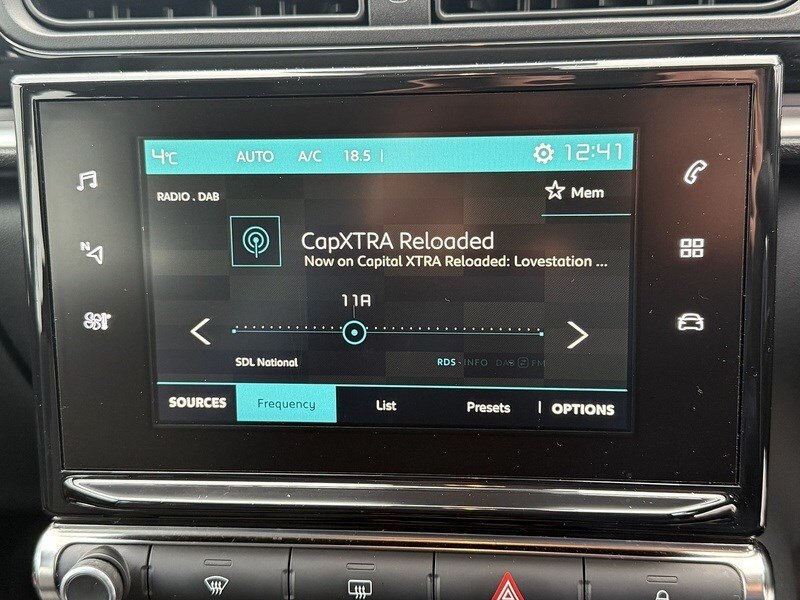 4°C AUTO A/C 18.5 12:41
RADIO . DAB
Mem
CapXTRA Reloaded
Now on Capital XTRA Reloaded: Lovestation ...
11A
N
SDL National RDS - INFO DAB FM
SOURCES Frequency List Presets OPTIONS